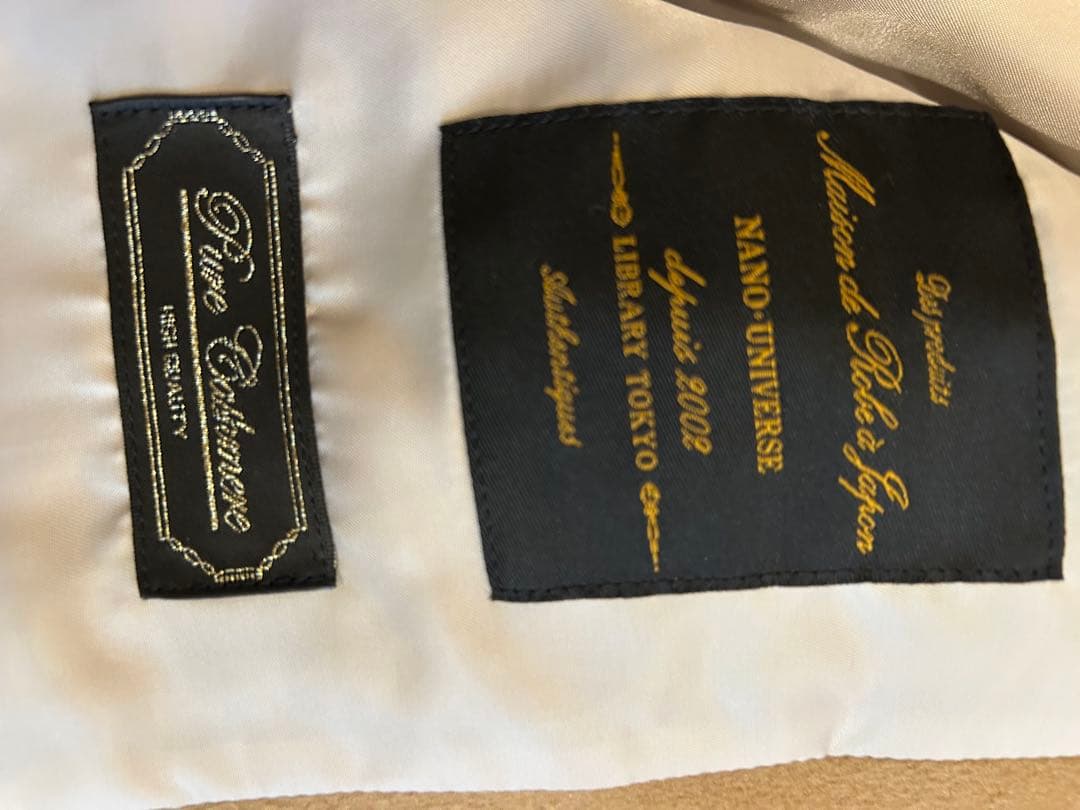 Des produits
Maison de Robe à Japon
NANO·UNIVERSE
depuis 2002
LIBRARY TOKYO
Authentiques
Pure Cashmere
HIGH QUALITY